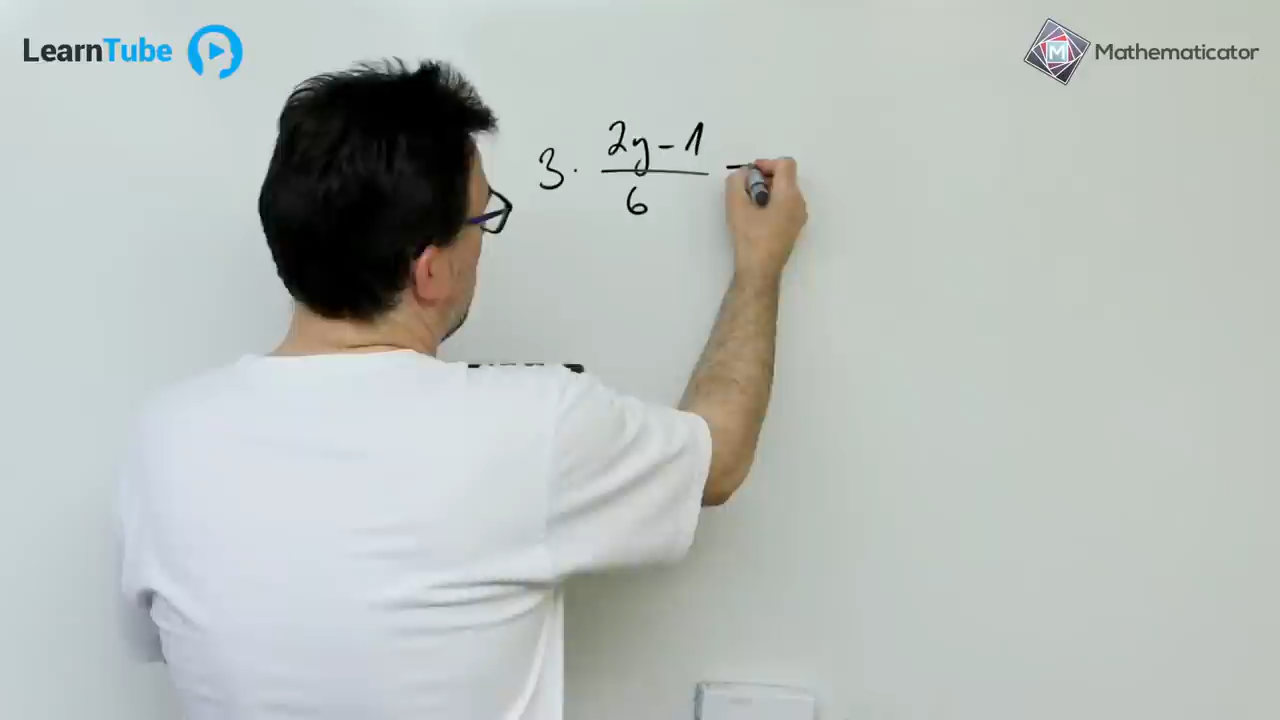 LearnTube
Mathematicator
3 · (2y - 1)/6 -